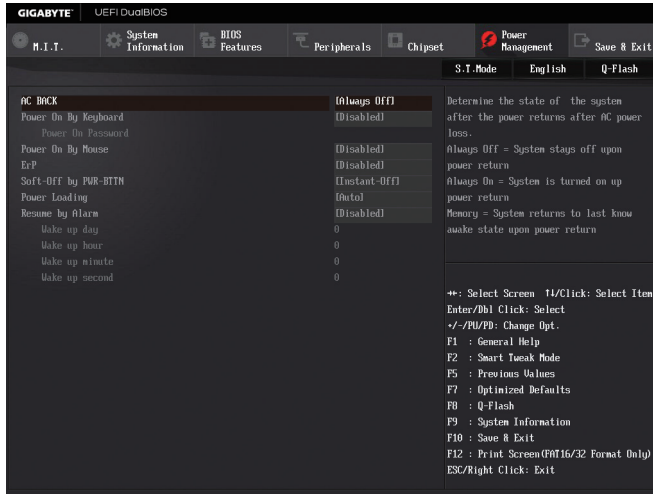 GIGABYTE™ UEFI DualBIOS
M.I.T. System Information BIOS Features Peripherals Chipset Power Management Save & Exit
S.T.Mode English Q-Flash
AC BACK [Always Off]
Power On By Keyboard [Disabled]
Power On Password
Power On By Mouse [Disabled]
ErP [Disabled]
Soft-Off by PWR-BTTN [Instant-Off]
Power Loading [Auto]
Resume by Alarm [Disabled]
Wake up day 0
Wake up hour 0
Wake up minute 0
Wake up second 0
Determine the state of the system
after the power returns after AC power
loss.
Always Off = System stays off upon
power return
Always On = System is turned on up
power return
Memory = System returns to last know
awake state upon power return
→←: Select Screen ↑↓/Click: Select Item
Enter/Dbl Click: Select
+/-/PU/PD: Change Opt.
F1 : General Help
F2 : Smart Tweak Mode
F5 : Previous Values
F7 : Optimized Defaults
F8 : Q-Flash
F9 : System Information
F10 : Save & Exit
F12 : Print Screen(FAT16/32 Format Only)
ESC/Right Click: Exit